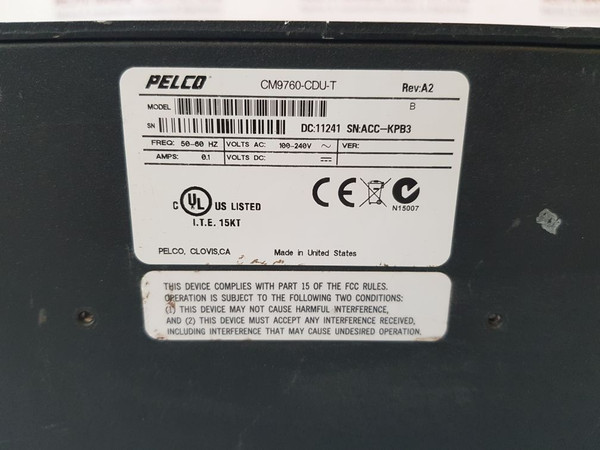 PELCO CM9760-CDU-T Rev:A2
MODEL B
SN DC:11241 SN:ACC-KPB3
FREQ: 50-60 HZ VOLTS AC: 100-240V VER:
AMPS: 0.1 VOLTS DC:
C UL US LISTED
I.T.E. 15KT
CE N15007
PELCO, CLOVIS,CA Made in United States
THIS DEVICE COMPLIES WITH PART 15 OF THE FCC RULES.
OPERATION IS SUBJECT TO THE FOLLOWING TWO CONDITIONS:
(1) THIS DEVICE MAY NOT CAUSE HARMFUL INTERFERENCE,
AND (2) THIS DEVICE MUST ACCEPT ANY INTERFERENCE RECEIVED,
INCLUDING INTERFERENCE THAT MAY CAUSE UNDESIRED OPERATION.